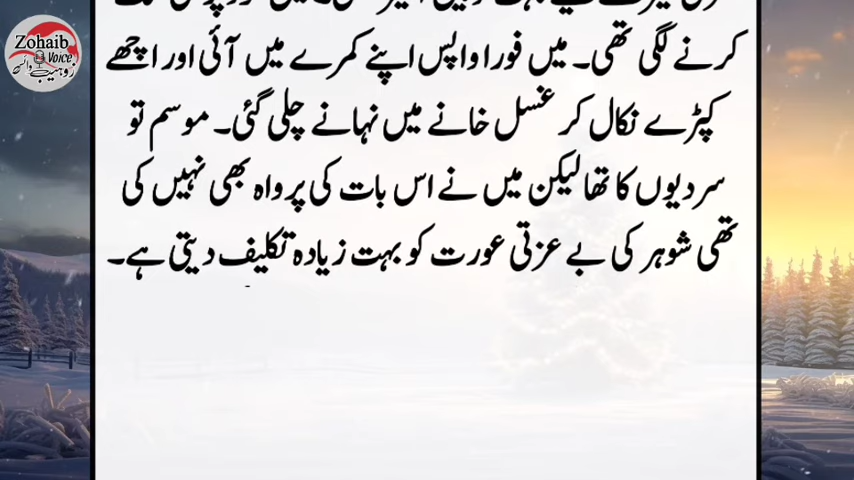 Zohaib
Voice
کرنے لگی تھی۔ میں فورا واپس اپنے کمرے میں آئی اور اچھے
کپڑے نکال کر غسل خانے میں نہانے چلی گئی۔ موسم تو
سردیوں کا تھا لیکن میں نے اس بات کی پرواہ بھی نہیں کی
تھی شوہر کی بے عزتی عورت کو بہت زیادہ تکلیف دیتی ہے۔